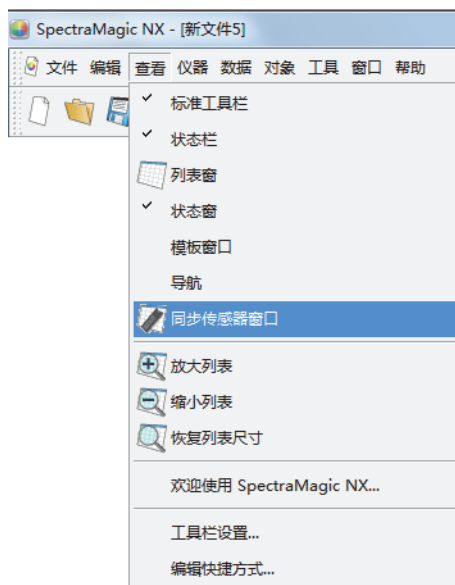 SpectraMagic NX - [新文件5]
文件 编辑 查看 仪器 数据 对象 工具 窗口 帮助
标准工具栏
状态栏
列表窗
状态窗
模板窗口
导航
同步传感器窗口
放大列表
缩小列表
恢复列表尺寸
欢迎使用 SpectraMagic NX...
工具栏设置...
编辑快捷方式...